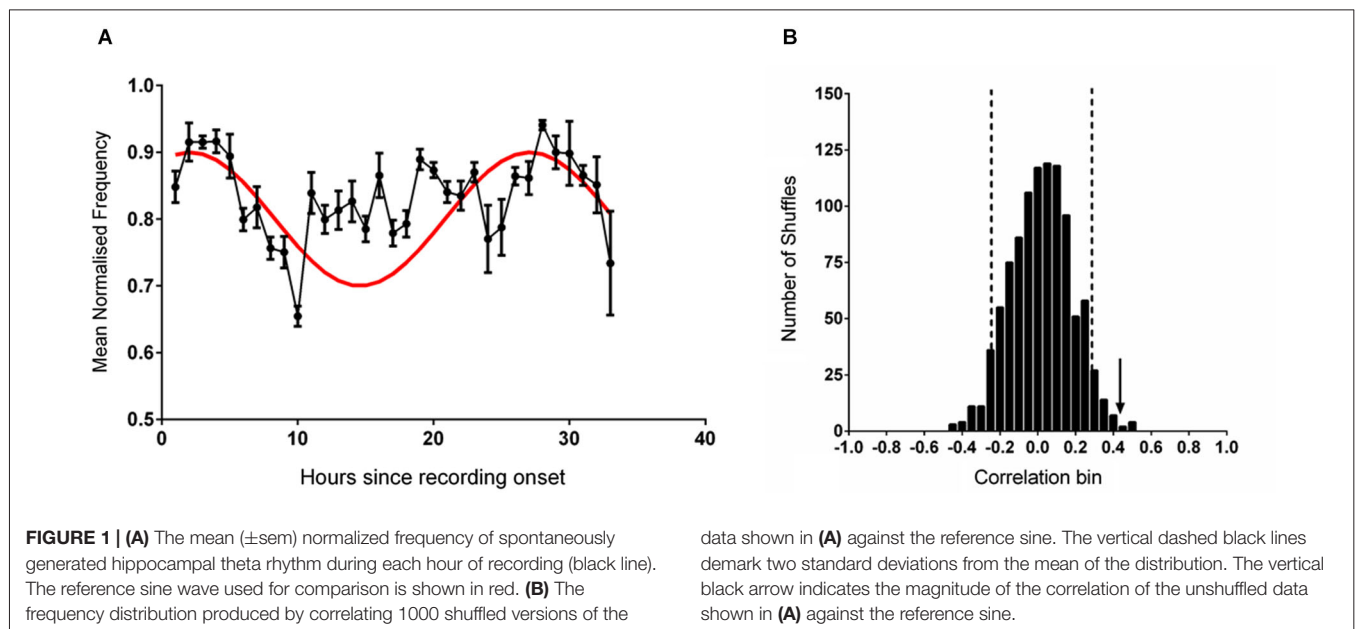 A
Mean Normalised Frequency
1.0
0.9
0.8
0.7
0.6
0.5
0 10 20 30 40
Hours since recording onset
B
Number of Shuffles
150
125
100
75
50
25
0
-1.0 -0.8 -0.6 -0.4 -0.2 0.0 0.2 0.4 0.6 0.8 1.0
Correlation bin
FIGURE 1 | (A) The mean (±sem) normalized frequency of spontaneously
generated hippocampal theta rhythm during each hour of recording (black line).
The reference sine wave used for comparison is shown in red. (B) The
frequency distribution produced by correlating 1000 shuffled versions of the
data shown in (A) against the reference sine. The vertical dashed black lines
demark two standard deviations from the mean of the distribution. The vertical
black arrow indicates the magnitude of the correlation of the unshuffled data
shown in (A) against the reference sine.